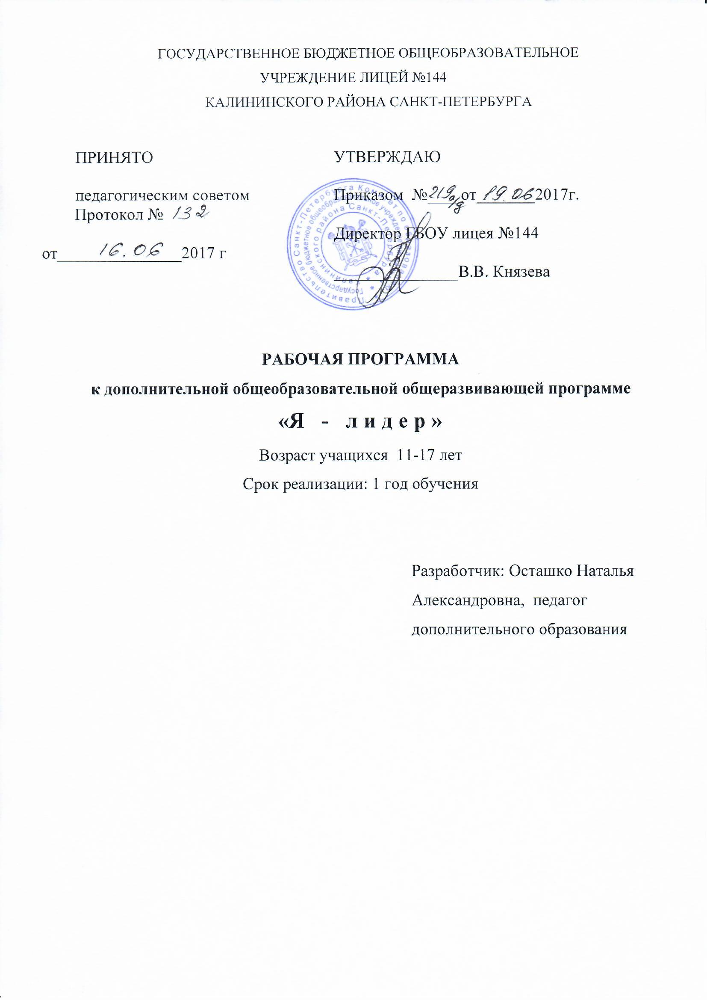 ГОСУДАРСТВЕННОЕ БЮДЖЕТНОЕ ОБЩЕОБРАЗОВАТЕЛЬНОЕ
УЧРЕЖДЕНИЕ ЛИЦЕЙ №144
КАЛИНИНСКОГО РАЙОНА САНКТ-ПЕТЕРБУРГА
ПРИНЯТО
педагогическим советом
Протокол № 132
от 16.06 2017 г
УТВЕРЖДАЮ
Приказом №219 о/д от 19.06 2017г.
Директор ГБОУ лицея №144
В.В. Князева
Правительство Санкт-Петербурга Комитет по образованию *
Государственное бюджетное общеобразовательное учреждение
Калининского района Санкт-Петербурга *
РАБОЧАЯ ПРОГРАММА
к дополнительной общеобразовательной общеразвивающей программе
«Я - л и д е р »
Возраст учащихся 11-17 лет
Срок реализации: 1 год обучения
Разработчик: Осташко Наталья
Александровна, педагог
дополнительного образования